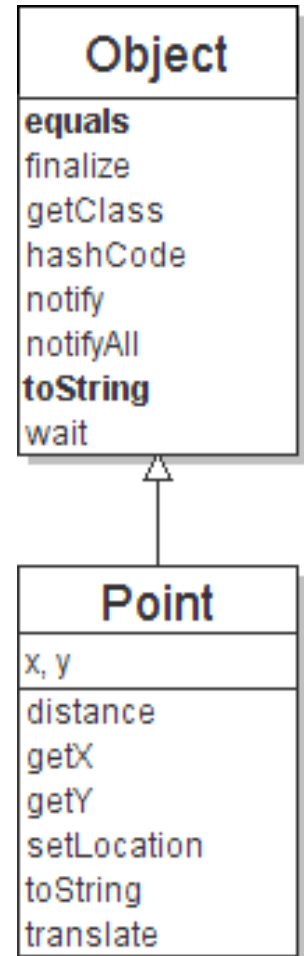 Object
equals
finalize
getClass
hashCode
notify
notifyAll
toString
wait
Point
x, y
distance
getX
getY
setLocation
toString
translate